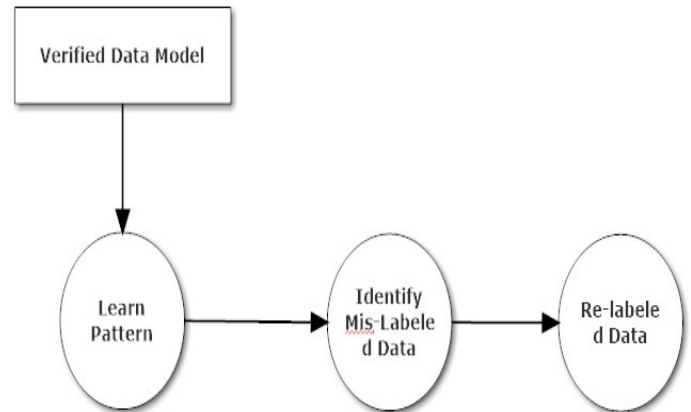 Verified Data Model
Learn
Pattern
Identify
Mis-Labele
d Data
Re-labele
d Data